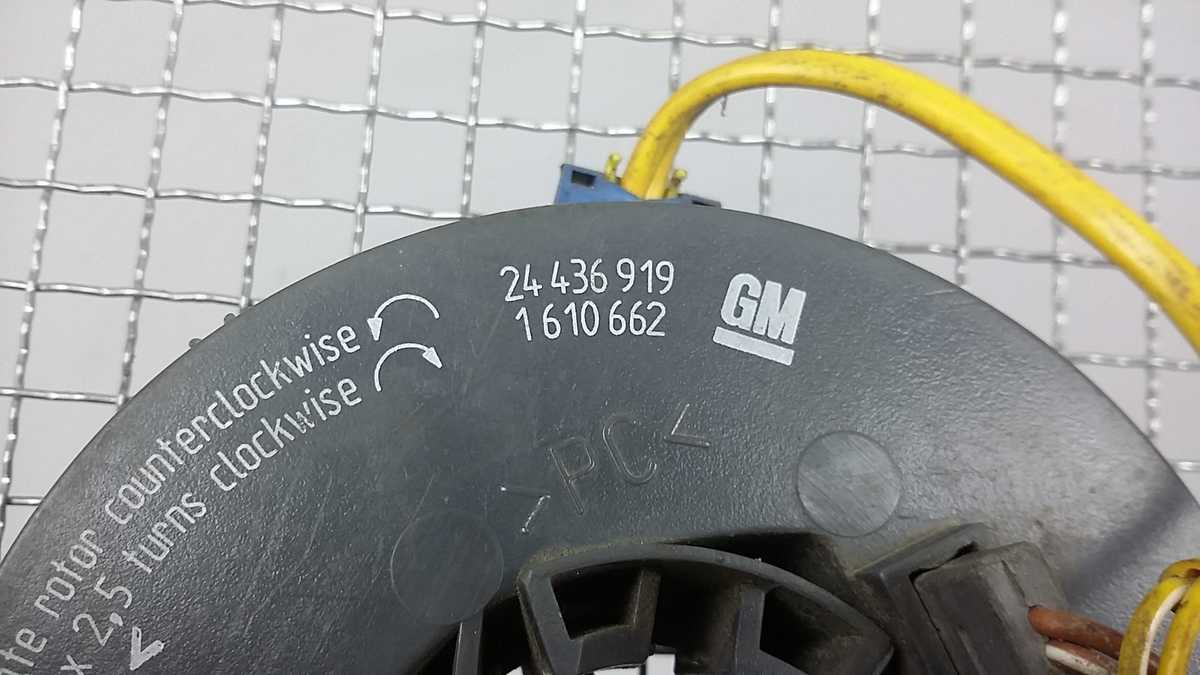 24 436 919
1 610 662
GM
rotor counterclockwise
x 2,5 turns clockwise
>PC<